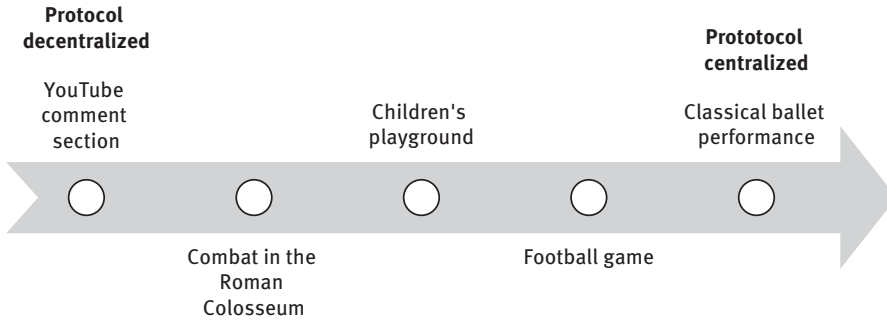 Protocol
decentralized
YouTube
comment
section
Combat in the
Roman
Colosseum
Children's
playground
Football game
Prototocol
centralized
Classical ballet
performance